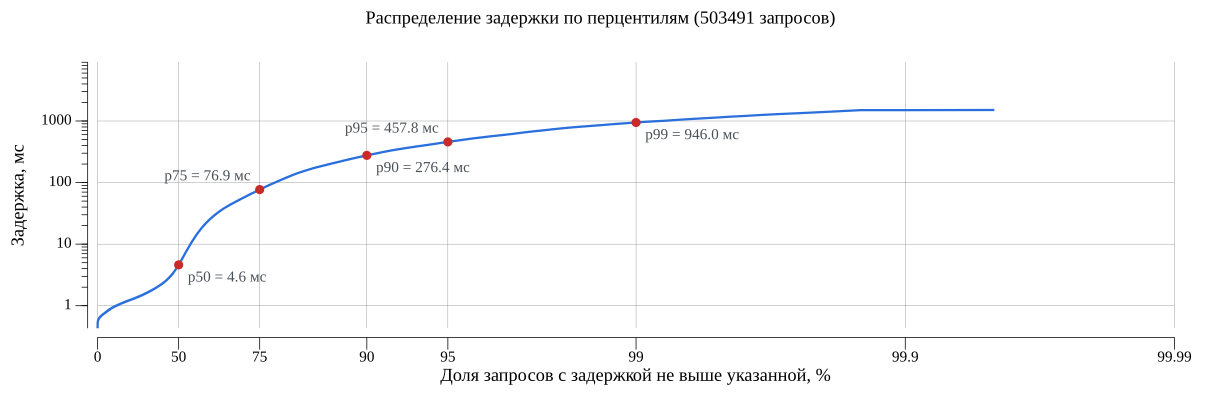 Распределение задержки по перцентилям (503491 запросов)
Задержка, мс
1000
100
10
1
p95 = 457.8 мс
p99 = 946.0 мс
p75 = 76.9 мс
p90 = 276.4 мс
p50 = 4.6 мс
0 50 75 90 95 99 99.9 99.99
Доля запросов с задержкой не выше указанной, %